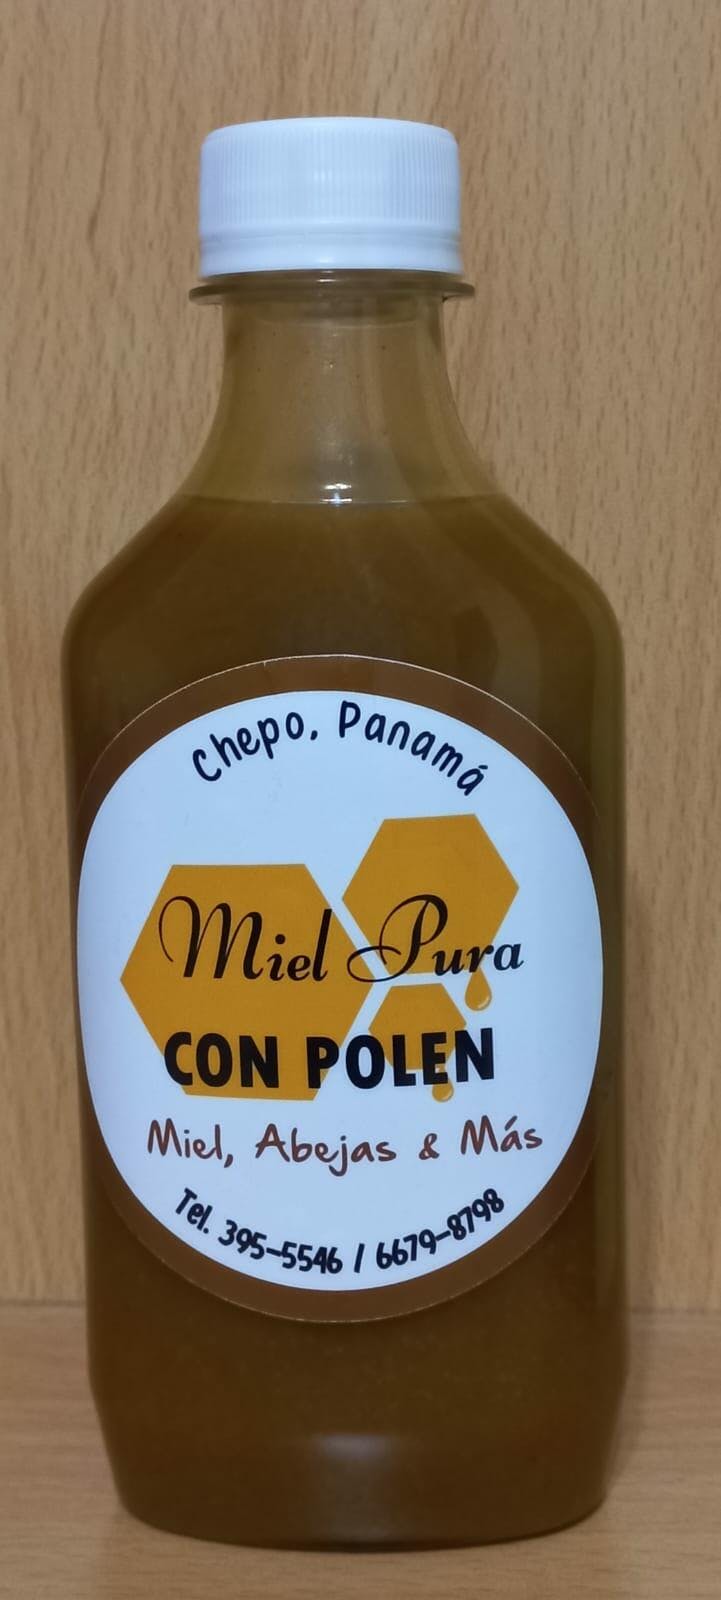 Chepo, Panamá
Miel Pura
CON POLEN
Miel, Abejas & Más
Tel. 395-5546 / 6679-8798